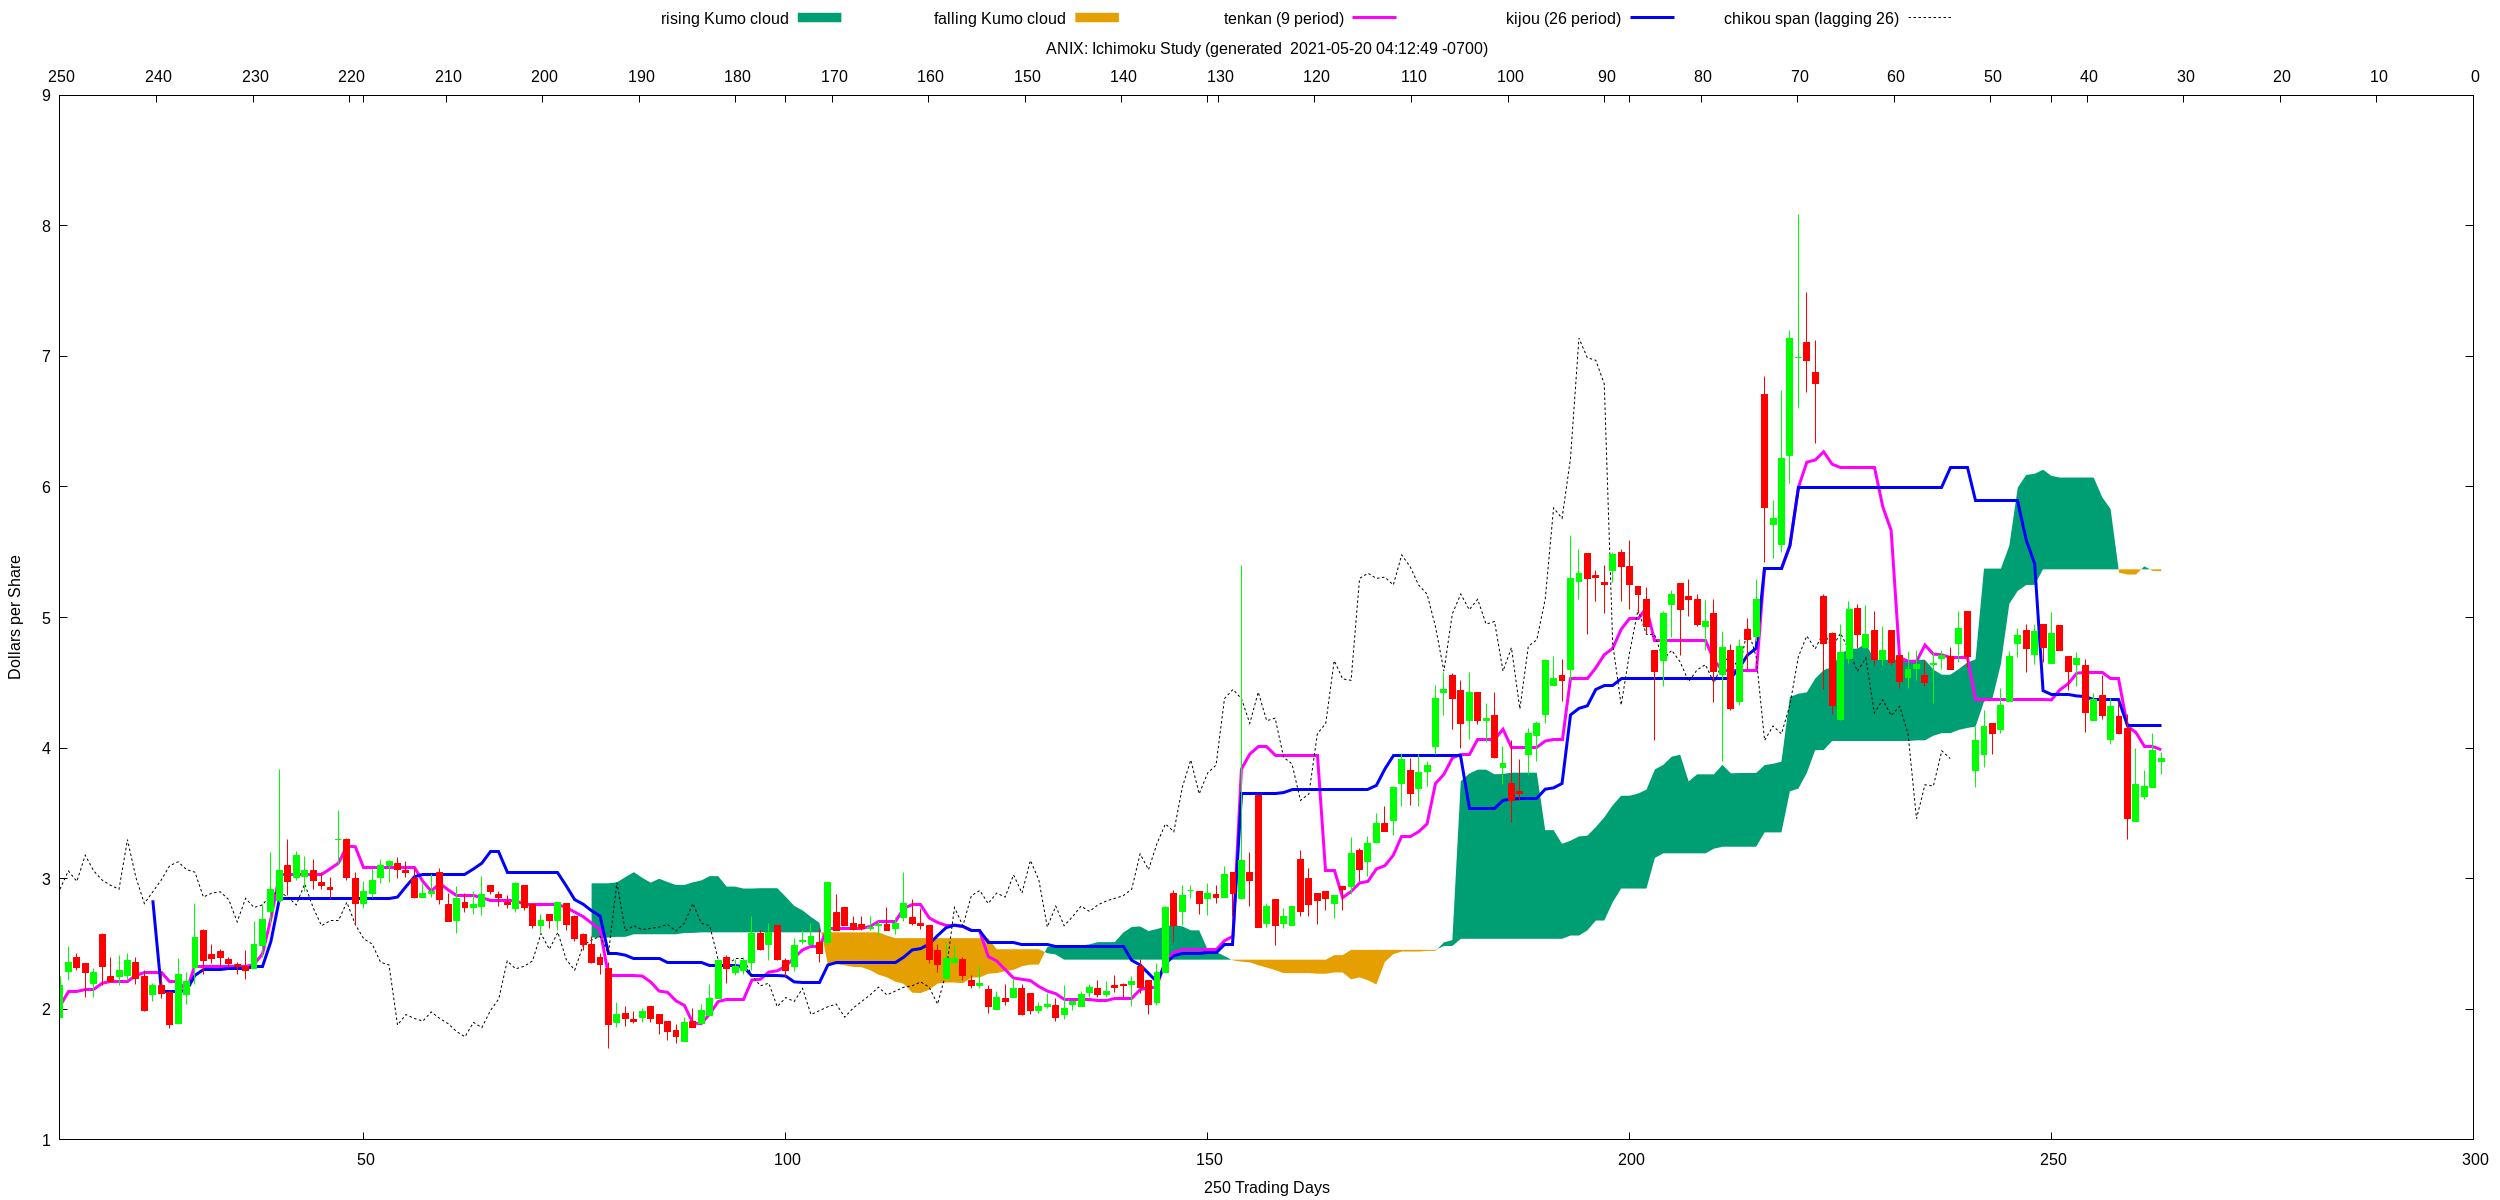 rising Kumo cloud falling Kumo cloud tenkan (9 period) kijou (26 period) chikou span (lagging 26)
ANIX: Ichimoku Study (generated  2021-05-20 04:12:49 -0700)
250 240 230 220 210 200 190 180 170 160 150 140 130 120 110 100 90 80 70 60 50 40 30 20 10 0
9
8
7
6
5
4
3
2
1
Dollars per Share
50 100 150 200 250 300
250 Trading Days